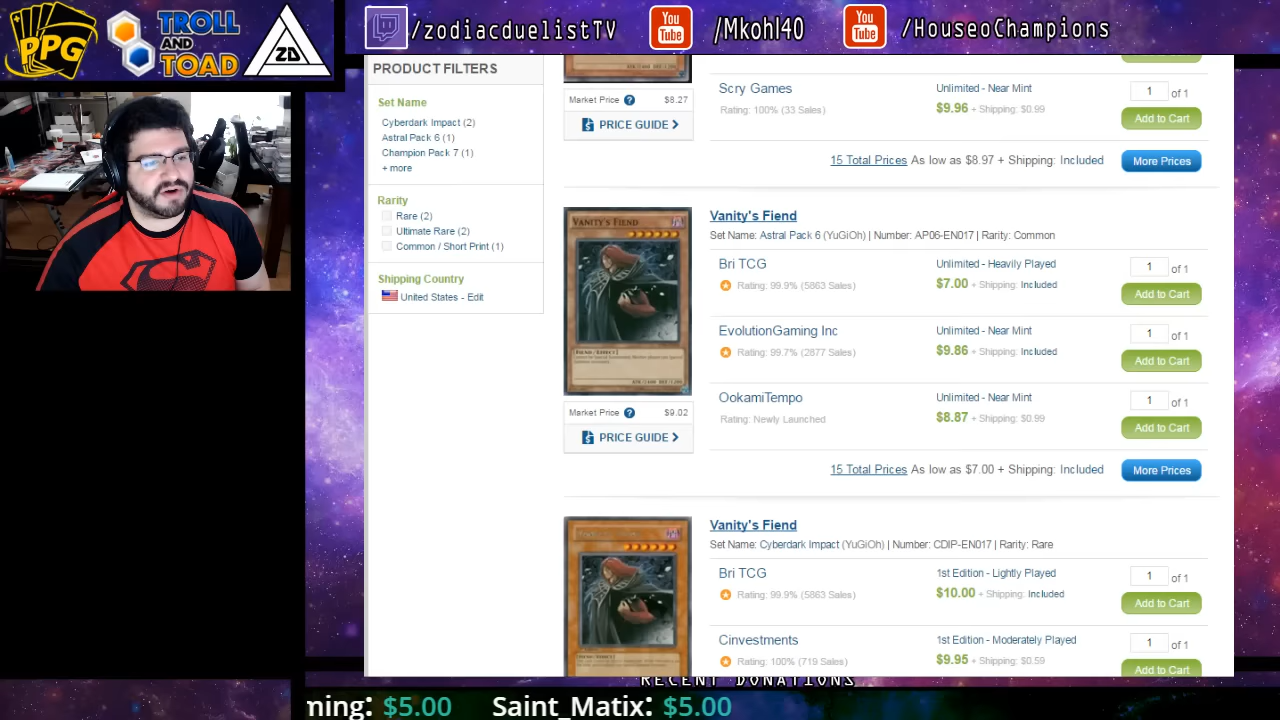 PPG
TROLL
AND
TOAD
ZD
/zodiacduelistTV
You
Tube
/Mkohl40
You
Tube
/HouseoChampions
PRODUCT FILTERS
Set Name
Cyberdark Impact (2)
Astral Pack 6 (1)
Champion Pack 7 (1)
+ more
Rarity
Rare (2)
Ultimate Rare (2)
Common / Short Print (1)
Shipping Country
United States - Edit
Market Price ? $8.27
PRICE GUIDE
Scry Games
Rating: 100% (33 Sales)
Unlimited - Near Mint
$9.96 + Shipping: $0.99
1 of 1
Add to Cart
15 Total Prices As low as $8.97 + Shipping: Included
More Prices
VANITY'S FIEND
Market Price ? $9.02
PRICE GUIDE
Vanity's Fiend
Set Name: Astral Pack 6 (YuGiOh) | Number: AP06-EN017 | Rarity: Common
Bri TCG
Rating: 99.9% (5863 Sales)
Unlimited - Heavily Played
$7.00 + Shipping: Included
1 of 1
Add to Cart
EvolutionGaming Inc
Rating: 99.7% (2877 Sales)
Unlimited - Near Mint
$9.86 + Shipping: Included
1 of 1
Add to Cart
OokamiTempo
Rating: Newly Launched
Unlimited - Near Mint
$8.87 + Shipping: $0.99
1 of 1
Add to Cart
15 Total Prices As low as $7.00 + Shipping: Included
More Prices
Vanity's Fiend
Set Name: Cyberdark Impact (YuGiOh) | Number: CDIP-EN017 | Rarity: Rare
Bri TCG
Rating: 99.9% (5863 Sales)
1st Edition - Lightly Played
$10.00 + Shipping: Included
1 of 1
Add to Cart
Cinvestments
Rating: 100% (719 Sales)
1st Edition - Moderately Played
$9.95 + Shipping: $0.59
1 of 1
Add to Cart
RECENT DONATIONS
ming: $5.00 Saint_Matix: $5.00